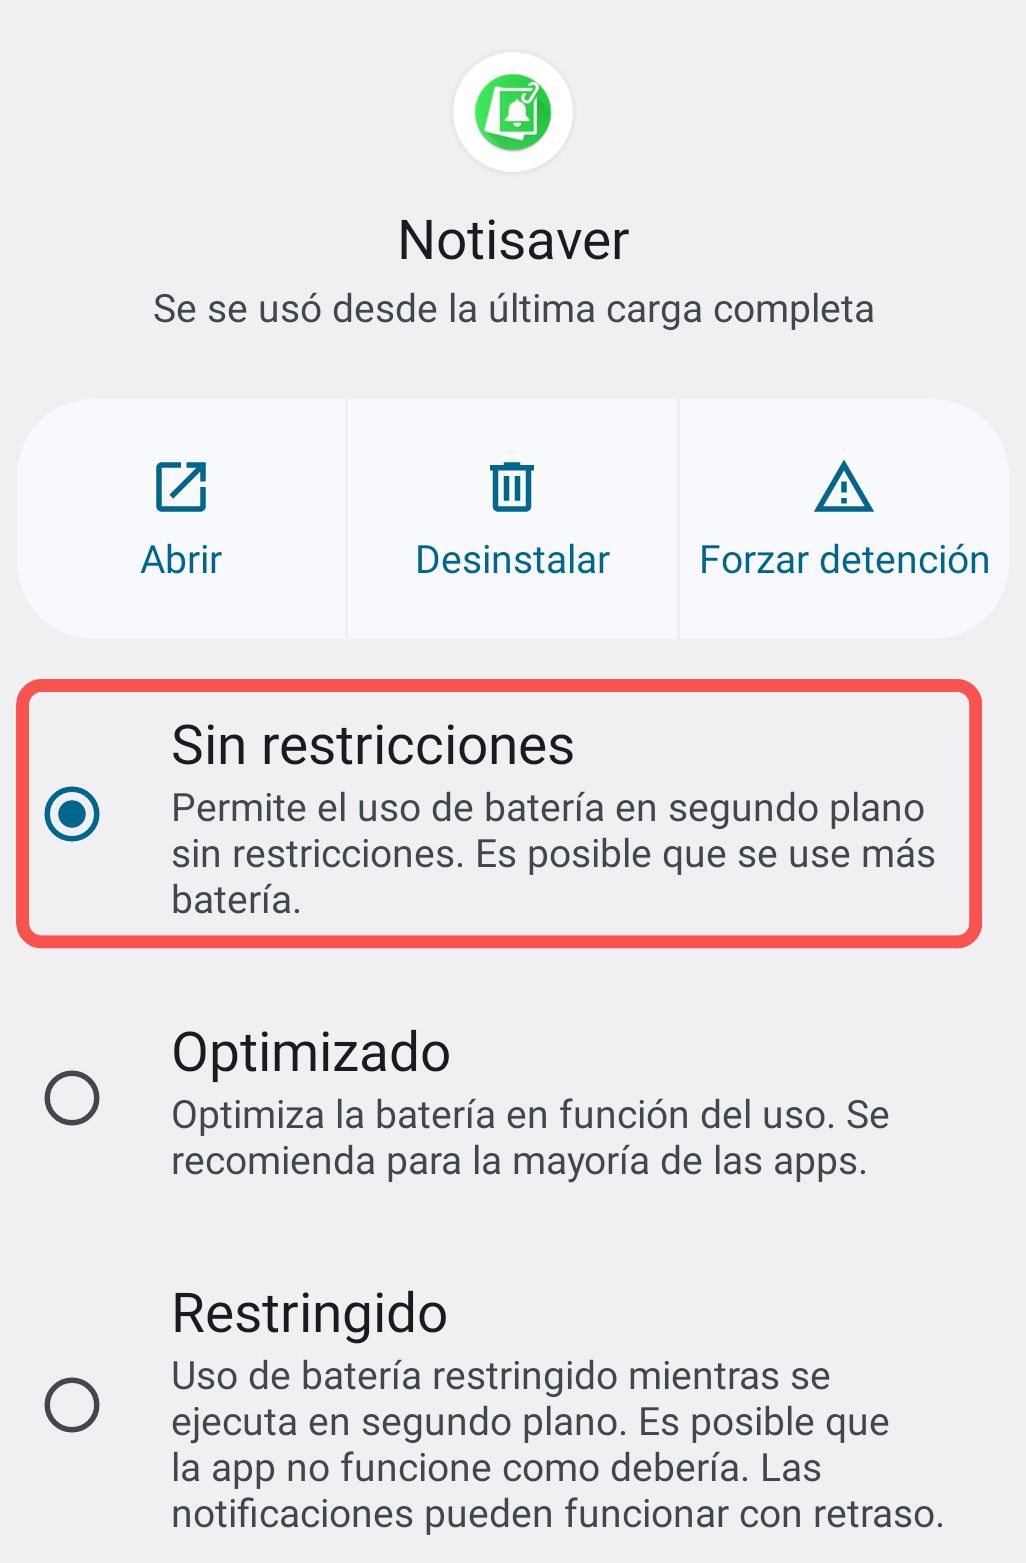 Notisaver
Se se usó desde la última carga completa
Abrir
Desinstalar
Forzar detención
Sin restricciones
Permite el uso de batería en segundo plano
sin restricciones. Es posible que se use más
batería.
Optimizado
Optimiza la batería en función del uso. Se
recomienda para la mayoría de las apps.
Restringido
Uso de batería restringido mientras se
ejecuta en segundo plano. Es posible que
la app no funcione como debería. Las
notificaciones pueden funcionar con retraso.